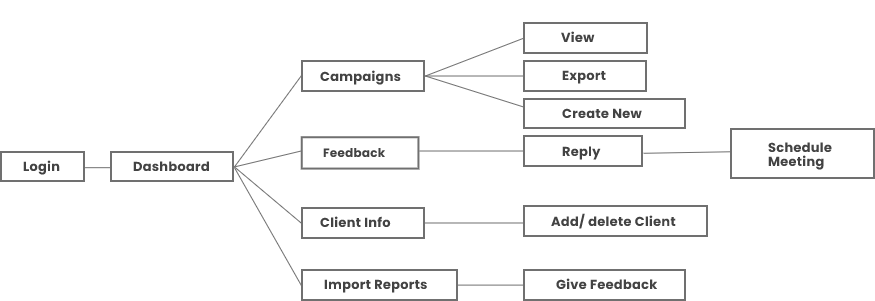 View
Campaigns
Export
Create New
Login
Dashboard
Feedback
Reply
Schedule
Meeting
Client Info
Add/ delete Client
Import Reports
Give Feedback